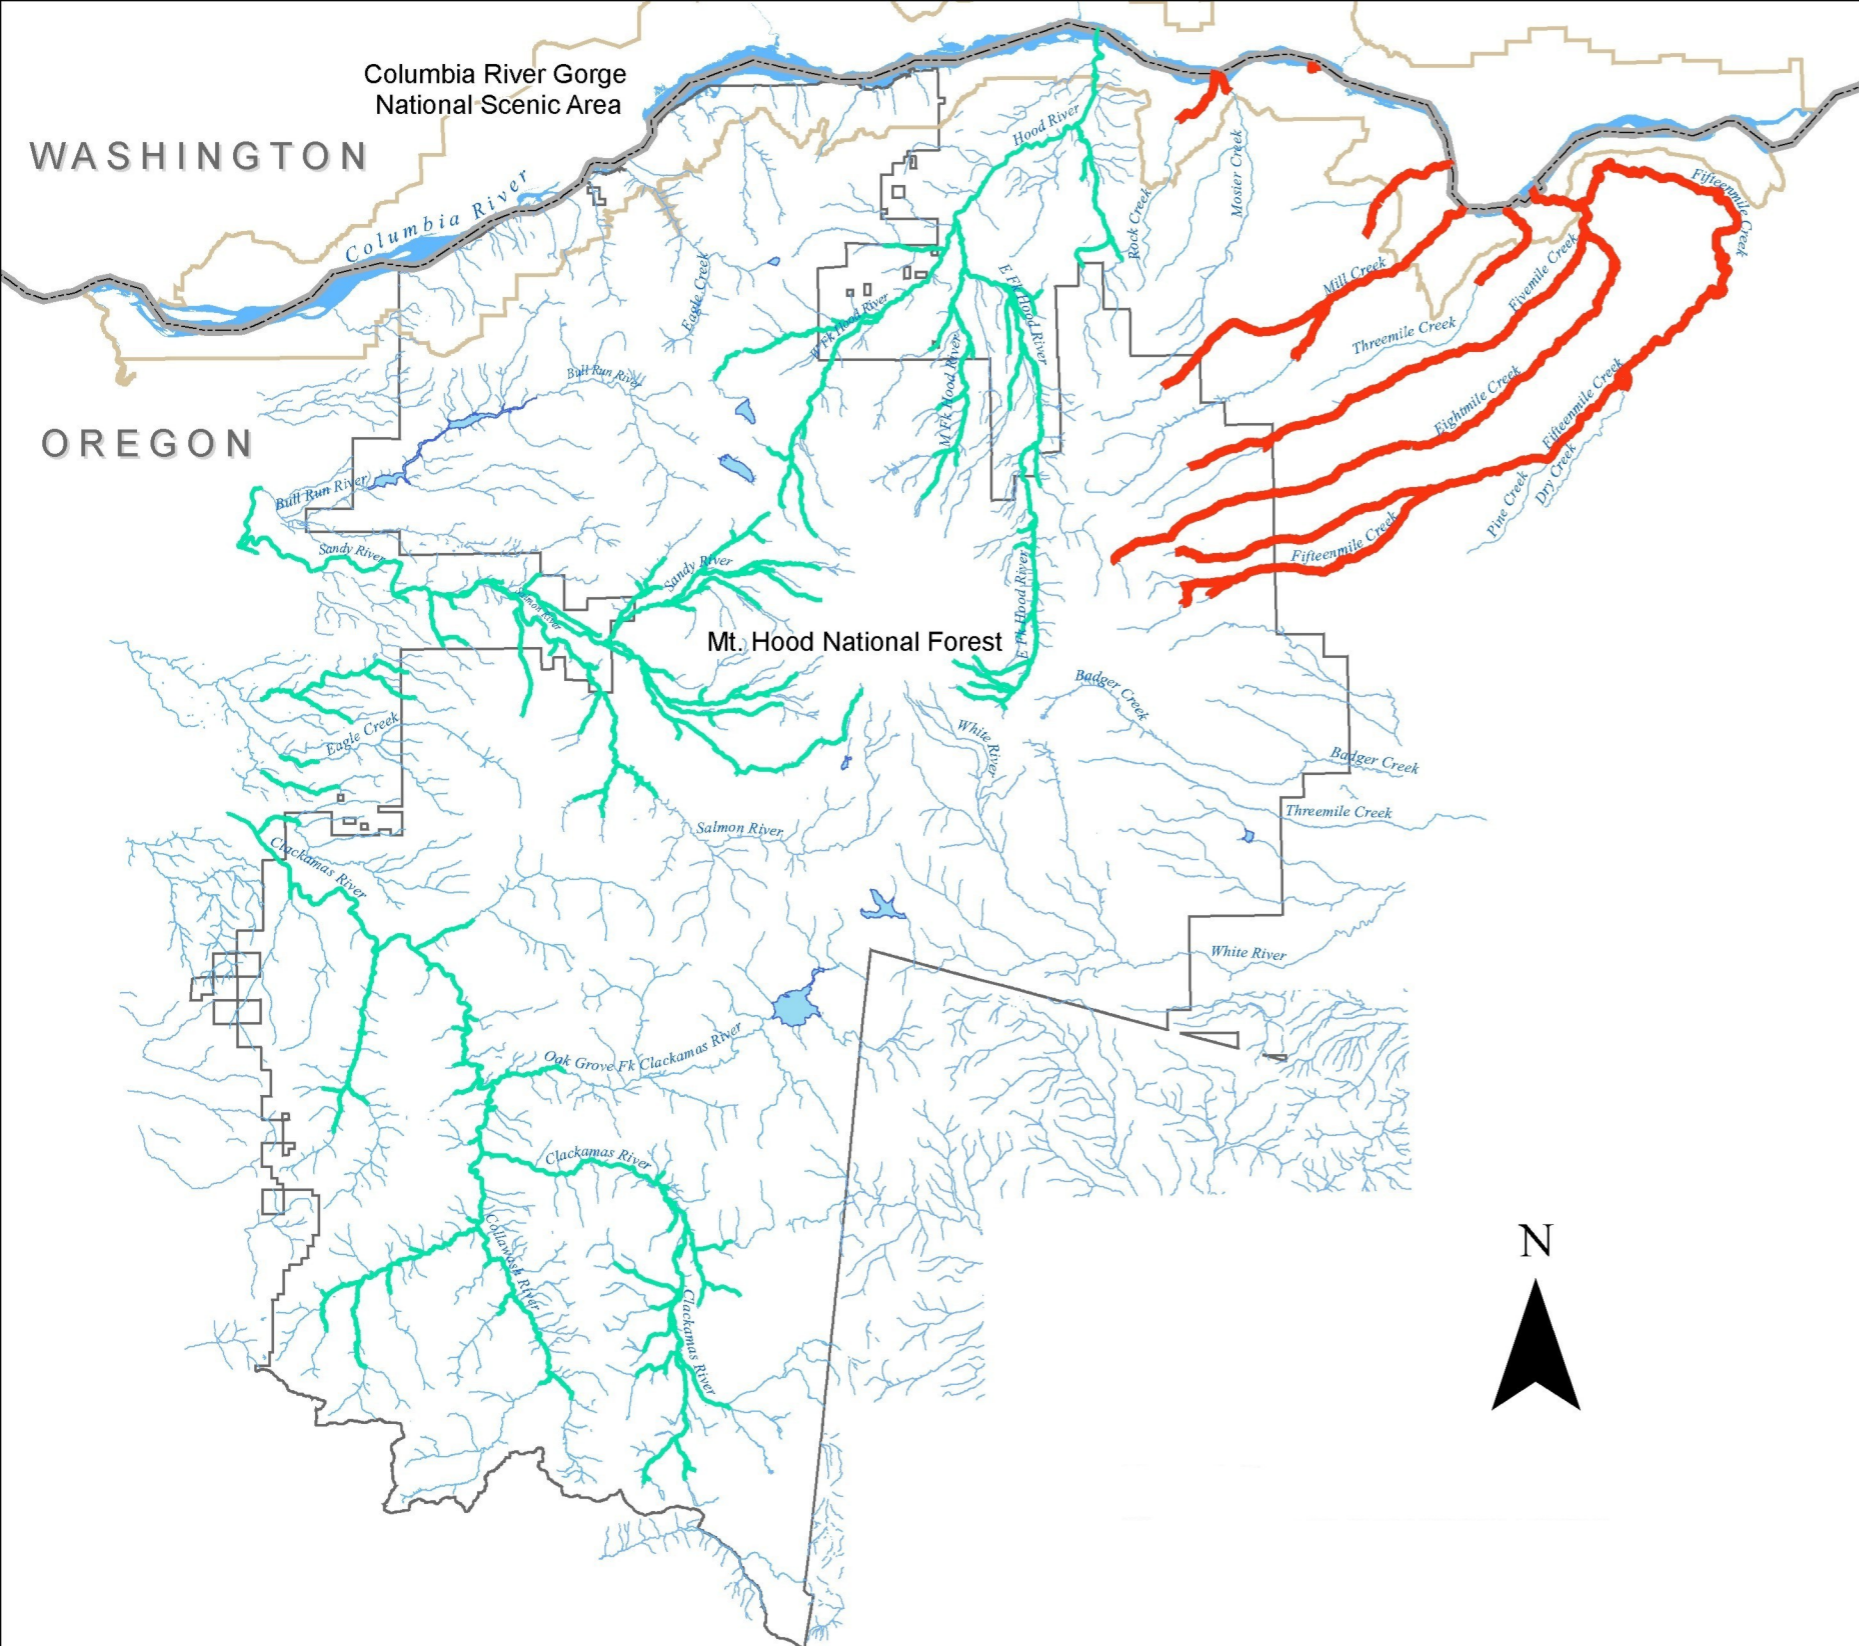 Columbia River Gorge
National Scenic Area
WASHINGTON
Columbia River
OREGON
Hood River
Rock Creek
Mosier Creek
Fifteenmile Creek
Eagle Creek
E Fk Hood River
W Fk Hood River
M Fk Hood River
Mill Creek
Fivemile Creek
Threemile Creek
Bull Run River
Bull Run River
Eightmile Creek
Fifteenmile Creek
Dry Creek
Pine Creek
Fifteenmile Creek
Sandy River
Sandy River
Salmon River
E Fk Hood River
Mt. Hood National Forest
Badger Creek
Eagle Creek
White River
Badger Creek
Threemile Creek
Salmon River
Clackamas River
White River
Oak Grove Fk Clackamas River
Clackamas River
Collawash River
Clackamas River
N